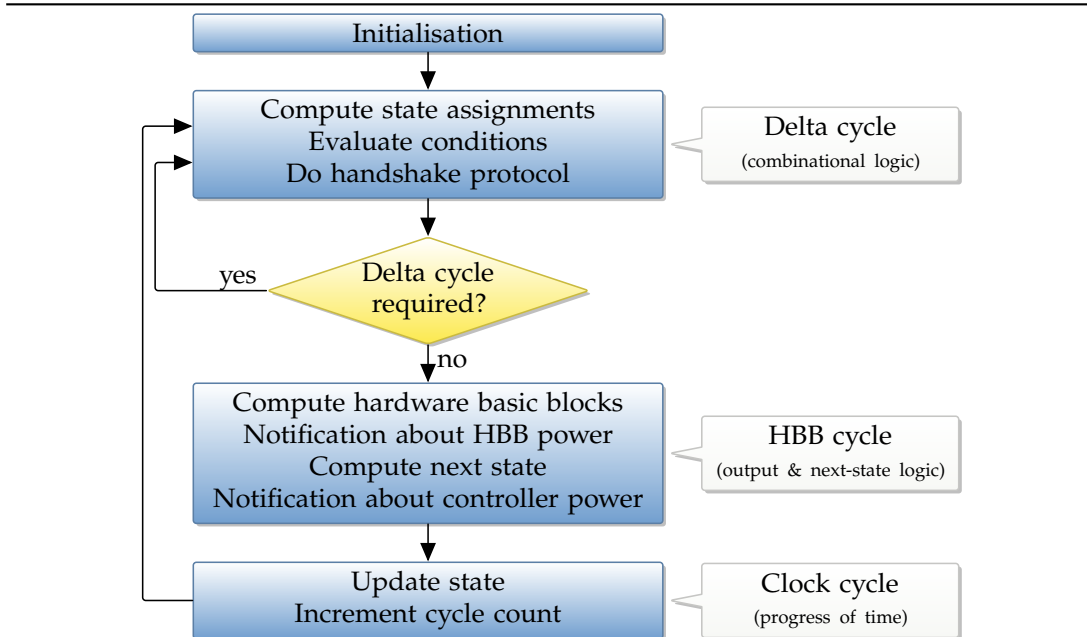 Initialisation
Compute state assignments
Evaluate conditions
Do handshake protocol
Delta cycle
(combinational logic)
yes
Delta cycle
required?
no
Compute hardware basic blocks
Notification about HBB power
Compute next state
Notification about controller power
HBB cycle
(output & next-state logic)
Update state
Increment cycle count
Clock cycle
(progress of time)